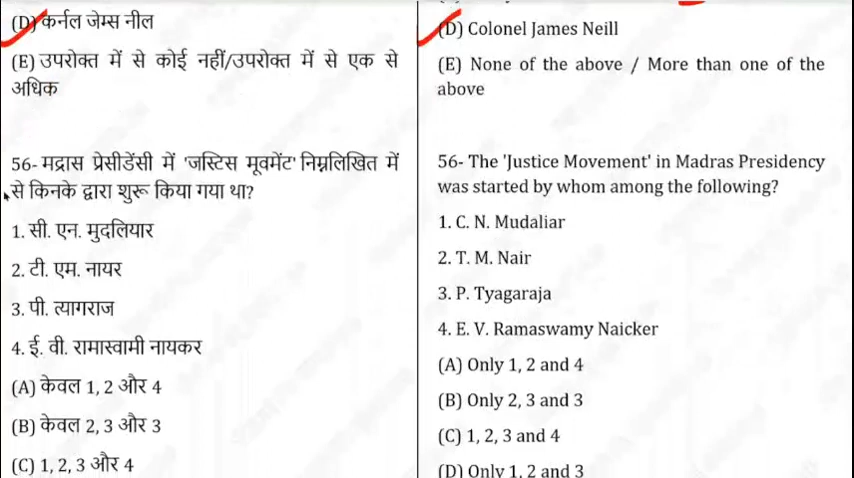 (D) कर्नल जेम्स नील
(E) उपरोक्त में से कोई नहीं/उपरोक्त में से एक से
अधिक
56- मद्रास प्रेसीडेंसी में 'जस्टिस मूवमेंट' निम्नलिखित में
से किनके द्वारा शुरू किया गया था?
1. सी. एन. मुदलियार
2. टी. एम. नायर
3. पी. त्यागराज
4. ई. वी. रामास्वामी नायकर
(A) केवल 1, 2 और 4
(B) केवल 2, 3 और 3
(C) 1, 2, 3 और 4
(D) Colonel James Neill
(E) None of the above / More than one of the
above
56- The 'Justice Movement' in Madras Presidency
was started by whom among the following?
1. C. N. Mudaliar
2. T. M. Nair
3. P. Tyagaraja
4. E. V. Ramaswamy Naicker
(A) Only 1, 2 and 4
(B) Only 2, 3 and 3
(C) 1, 2, 3 and 4
(D) Only 1, 2 and 3